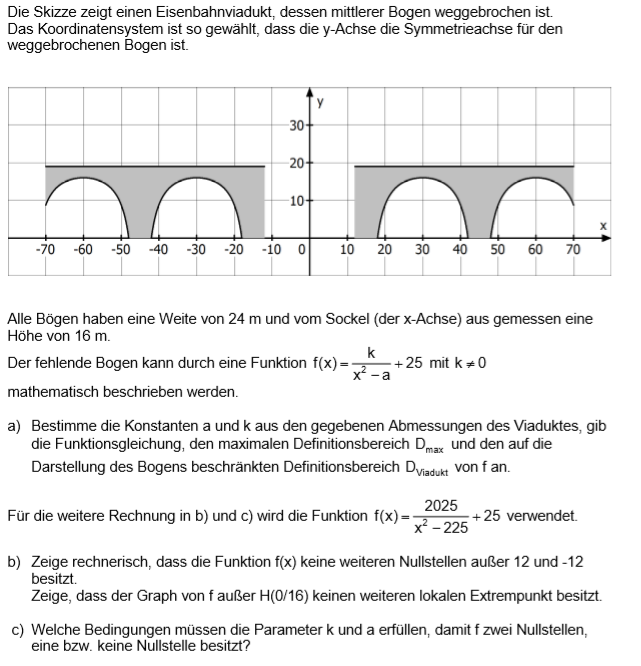 Die Skizze zeigt einen Eisenbahnviadukt, dessen mittlerer Bogen weggebrochen ist.
Das Koordinatensystem ist so gewählt, dass die y-Achse die Symmetrieachse für den
weggebrochenen Bogen ist.
y
30
20
10
x
-70 -60 -50 -40 -30 -20 -10 0 10 20 30 40 50 60 70
Alle Bögen haben eine Weite von 24 m und vom Sockel (der x-Achse) aus gemessen eine
Höhe von 16 m.
Der fehlende Bogen kann durch eine Funktion f(x) = k / (x² – a) + 25 mit k ≠ 0
mathematisch beschrieben werden.
a) Bestimme die Konstanten a und k aus den gegebenen Abmessungen des Viaduktes, gib
die Funktionsgleichung, den maximalen Definitionsbereich Dmax und den auf die
Darstellung des Bogens beschränkten Definitionsbereich DViadukt von f an.
Für die weitere Rechnung in b) und c) wird die Funktion f(x) = 2025 / (x² – 225) + 25 verwendet.
b) Zeige rechnerisch, dass die Funktion f(x) keine weiteren Nullstellen außer 12 und -12
besitzt.
Zeige, dass der Graph von f außer H(0/16) keinen weiteren lokalen Extrempunkt besitzt.
c) Welche Bedingungen müssen die Parameter k und a erfüllen, damit f zwei Nullstellen,
eine bzw. keine Nullstelle besitzt?